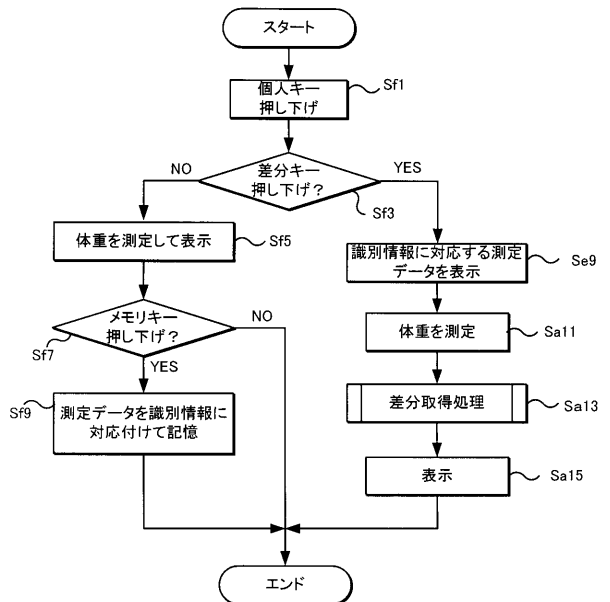 スタート
個人キー
押し下げ
Sf1
NO
差分キー
押し下げ?
YES
Sf3
体重を測定して表示
Sf5
メモリキー
押し下げ?
NO
Sf7
YES
Sf9
測定データを識別情報に
対応付けて記憶
識別情報に対応する測定
データを表示
Se9
体重を測定
Sa11
差分取得処理
Sa13
表示
Sa15
エンド